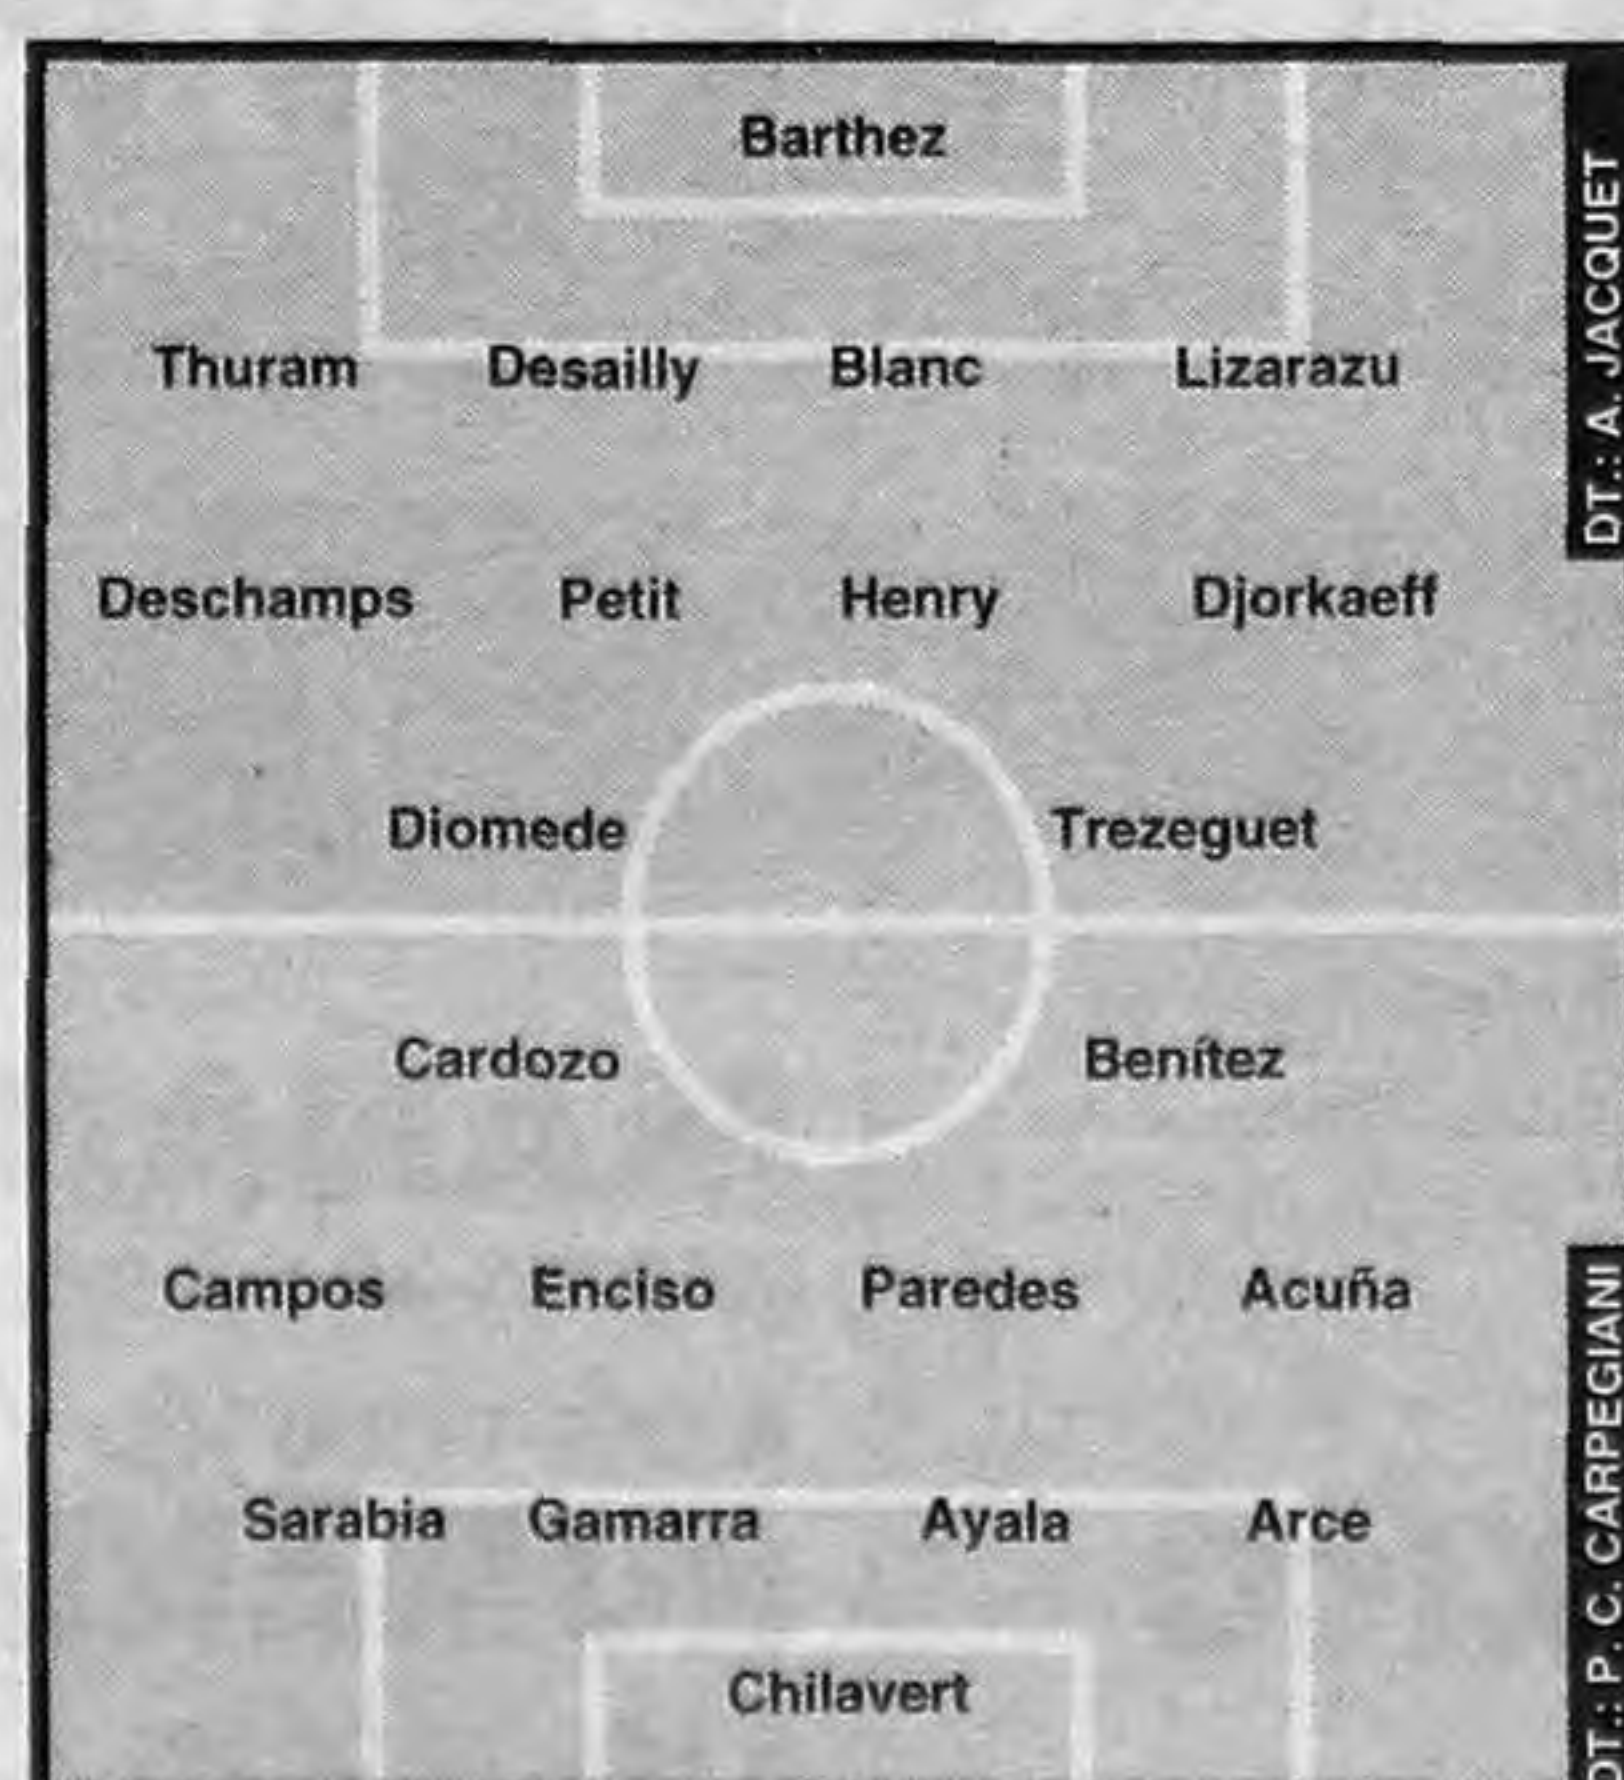 Barthez
Thuram Desailly Blanc Lizarazu
Deschamps Petit Henry Djorkaeff
Diomede Trezeguet
DT.: A. JACQUET
Cardozo Benítez
Campos Enciso Paredes Acuña
Sarabia Gamarra Ayala Arce
Chilavert
DT.: P. C. CARPEGIANI